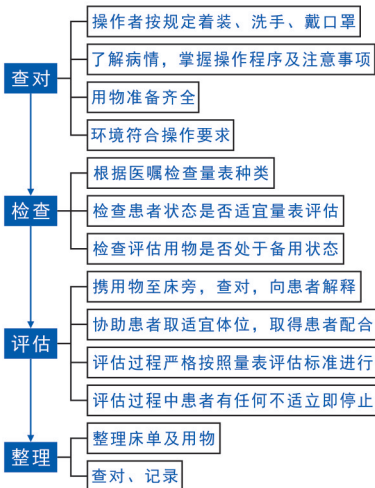 查对
操作者按规定着装、洗手、戴口罩
了解病情，掌握操作程序及注意事项
用物准备齐全
环境符合操作要求
检查
根据医嘱检查量表种类
检查患者状态是否适宜量表评估
检查评估用物是否处于备用状态
评估
携用物至床旁，查对，向患者解释
协助患者取适宜体位，取得患者配合
评估过程严格按照量表评估标准进行
评估过程中患者有任何不适立即停止
整理
整理床单及用物
查对、记录